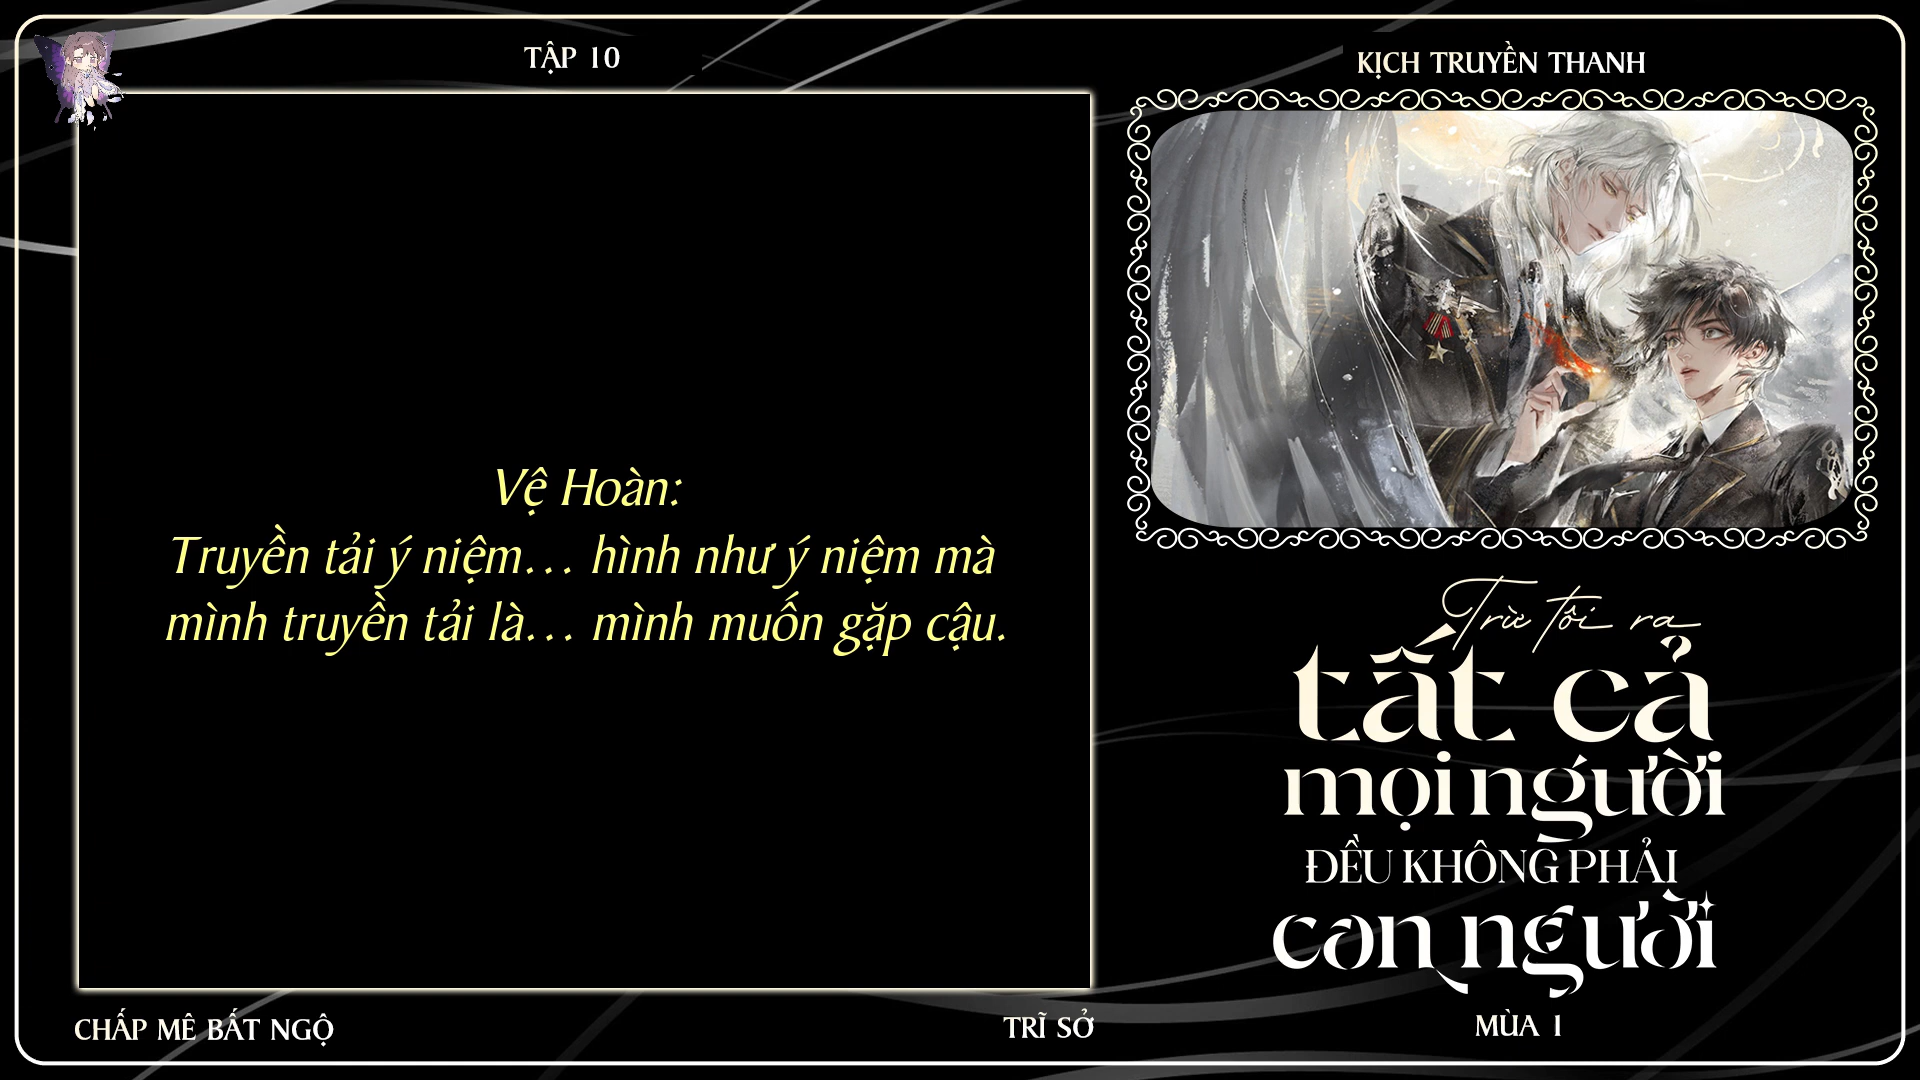 TẬP 10
KỊCH TRUYỀN THANH
Vệ Hoàn:
Truyền tải ý niệm… hình như ý niệm mà
mình truyền tải là… mình muốn gặp cậu.
Trừ tôi ra
tất cả
mọi người
ĐỀU KHÔNG PHẢI
con người
CHẤP MÊ BẤT NGỘ
TRĨ SỞ
MÙA 1